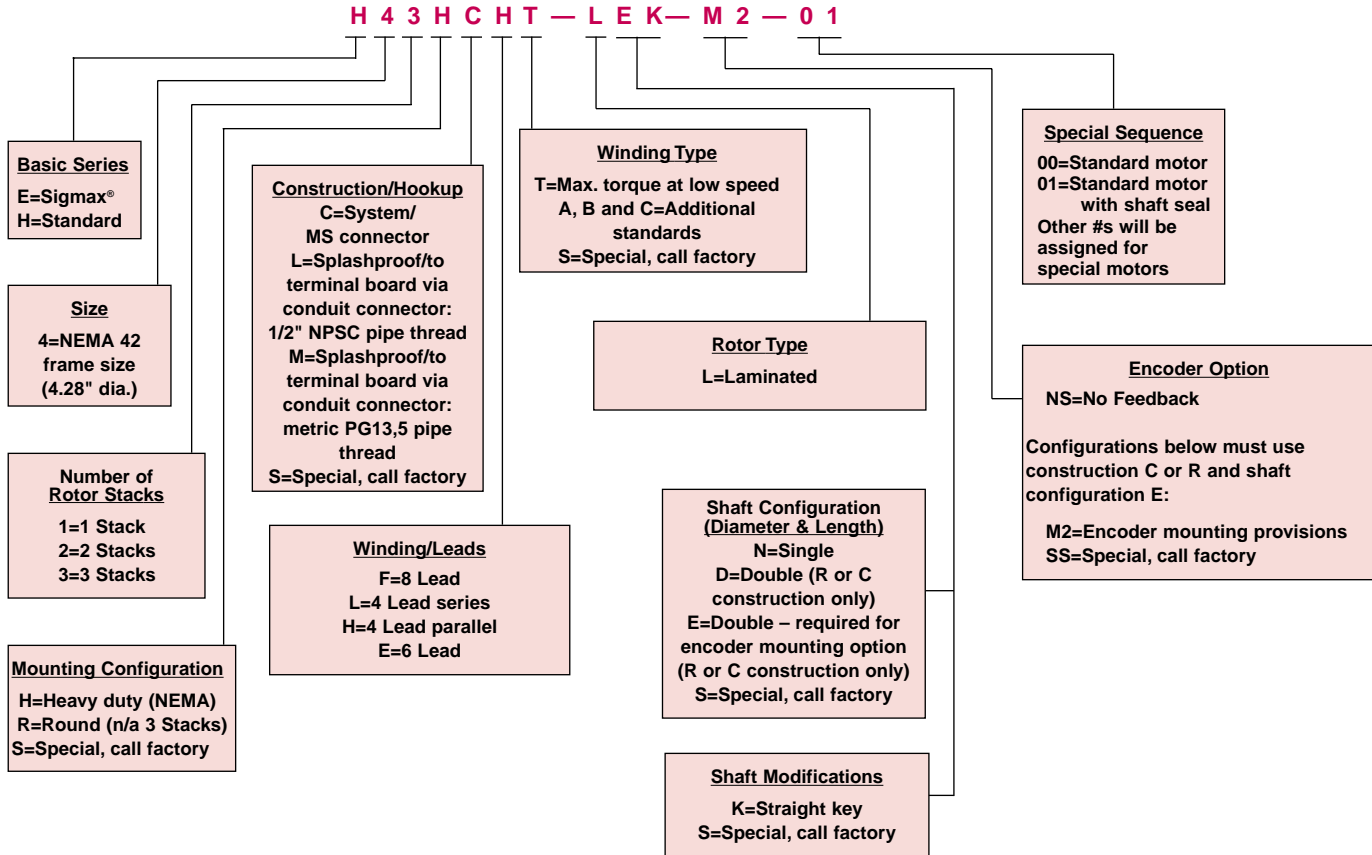 H 4 3 H C H T — L E K — M 2 — 0 1
Basic Series
E=Sigmax®
H=Standard
Size
4=NEMA 42
frame size
(4.28" dia.)
Number of
Rotor Stacks
1=1 Stack
2=2 Stacks
3=3 Stacks
Mounting Configuration
H=Heavy duty (NEMA)
R=Round (n/a 3 Stacks)
S=Special, call factory
Construction/Hookup
C=System/
MS connector
L=Splashproof/to
terminal board via
conduit connector:
1/2" NPSC pipe thread
M=Splashproof/to
terminal board via
conduit connector:
metric PG13,5 pipe
thread
S=Special, call factory
Winding/Leads
F=8 Lead
L=4 Lead series
H=4 Lead parallel
E=6 Lead
Winding Type
T=Max. torque at low speed
A, B and C=Additional
standards
S=Special, call factory
Rotor Type
L=Laminated
Shaft Configuration
(Diameter & Length)
N=Single
D=Double (R or C
construction only)
E=Double – required for
encoder mounting option
(R or C construction only)
S=Special, call factory
Shaft Modifications
K=Straight key
S=Special, call factory
Encoder Option
NS=No Feedback
Configurations below must use
construction C or R and shaft
configuration E:
M2=Encoder mounting provisions
SS=Special, call factory
Special Sequence
00=Standard motor
01=Standard motor
with shaft seal
Other #s will be
assigned for
special motors